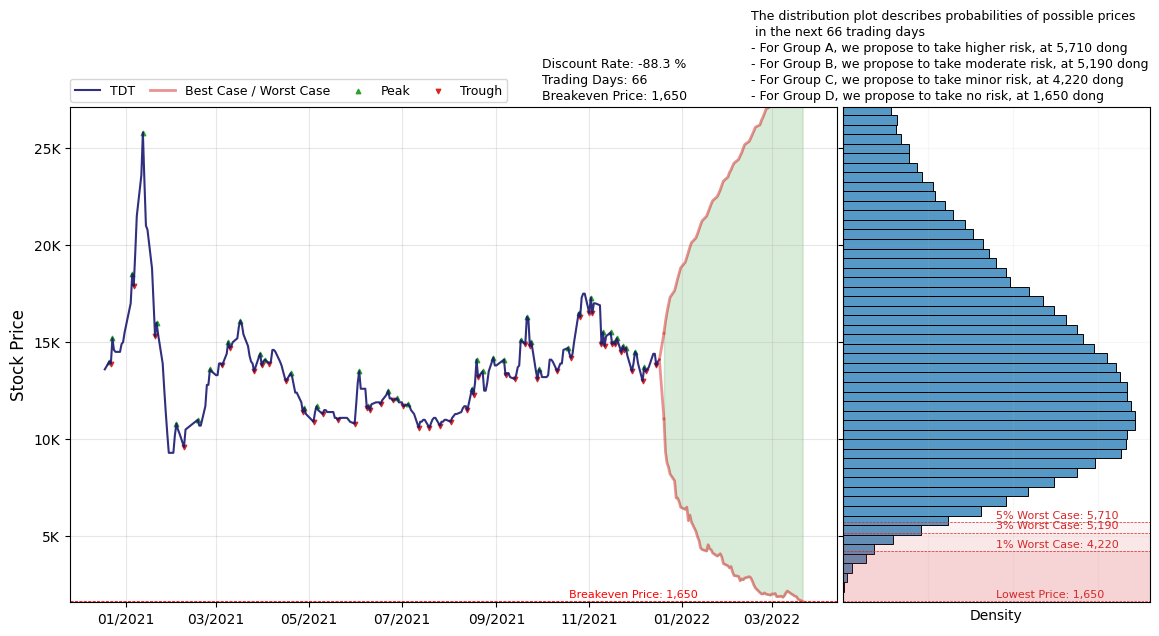 The distribution plot describes probabilities of possible prices
in the next 66 trading days
- For Group A, we propose to take higher risk, at 5,710 dong
- For Group B, we propose to take moderate risk, at 5,190 dong
- For Group C, we propose to take minor risk, at 4,220 dong
- For Group D, we propose to take no risk, at 1,650 dong
Discount Rate: -88.3 %
Trading Days: 66
Breakeven Price: 1,650
TDT
Best Case / Worst Case
Peak
Trough
Stock Price
25K
20K
15K
10K
5K
5% Worst Case: 5,710
3% Worst Case: 5,190
1% Worst Case: 4,220
Breakeven Price: 1,650
Lowest Price: 1,650
01/2021
03/2021
05/2021
07/2021
09/2021
11/2021
01/2022
03/2022
Density